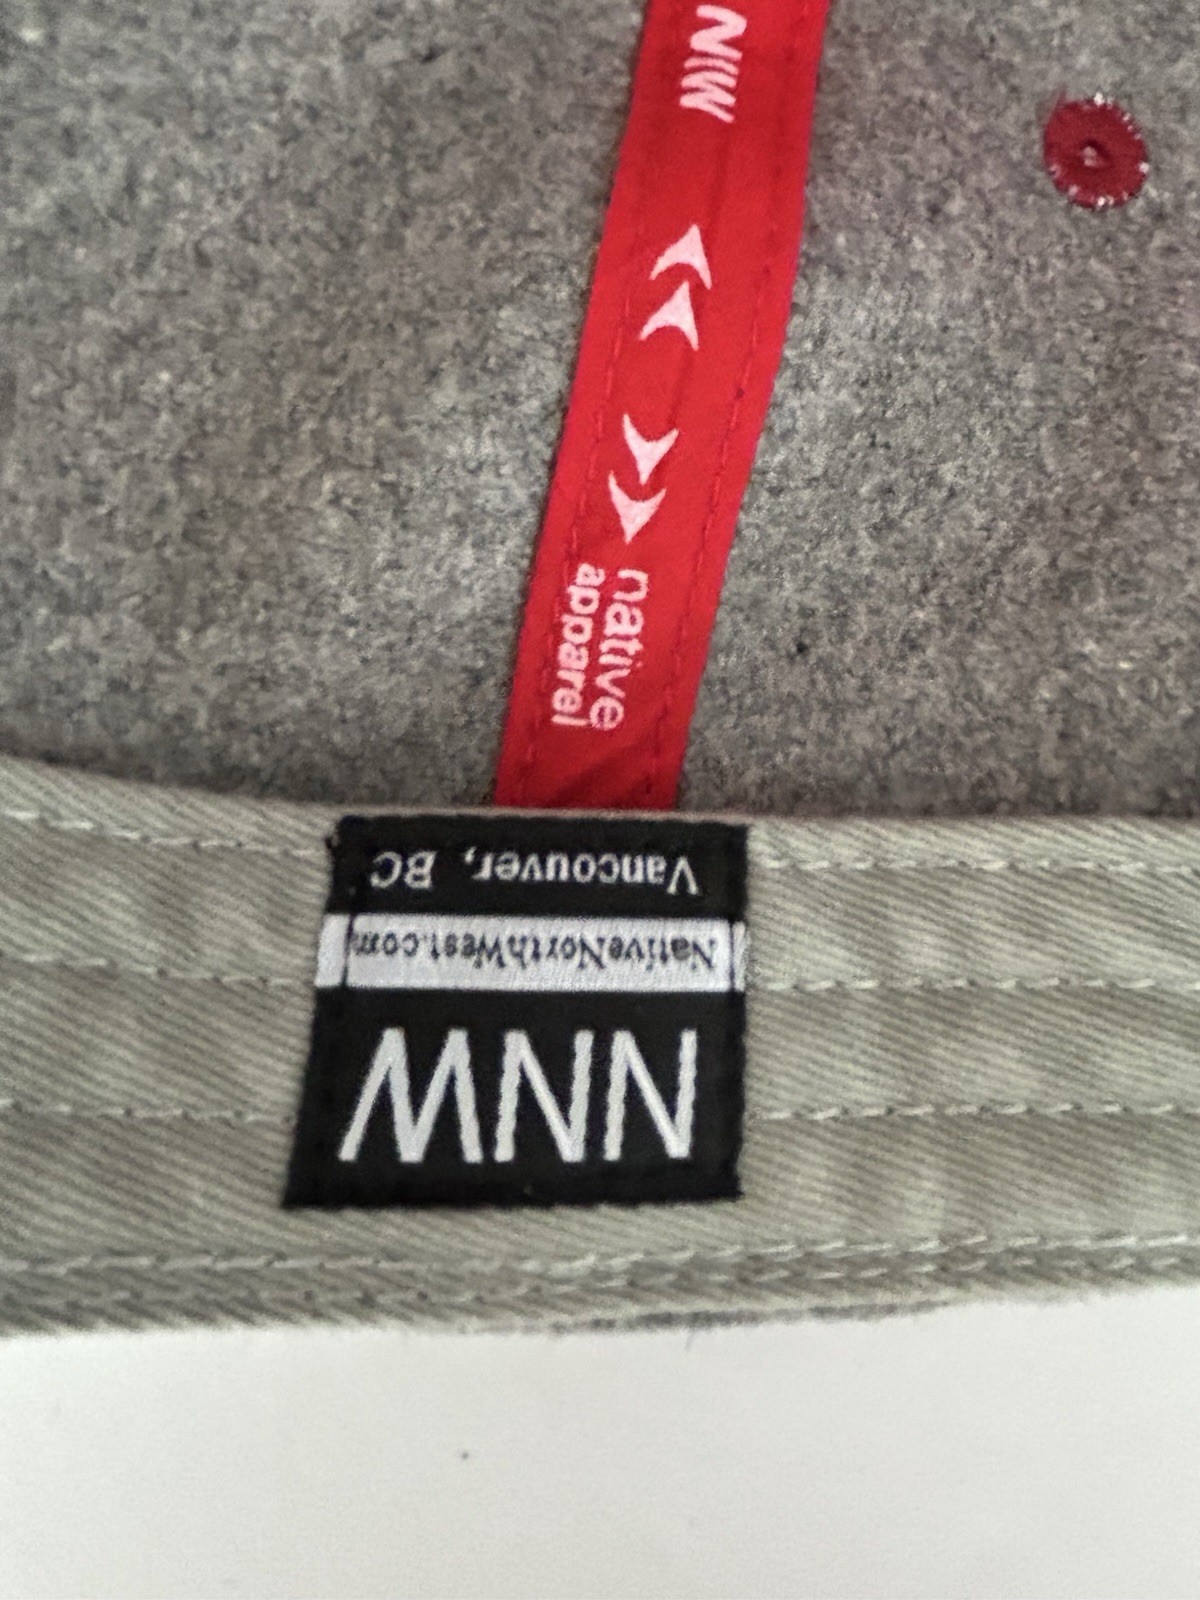 NNW
native
apparel
NNW
NativeNorthWest.com
Vancouver, BC